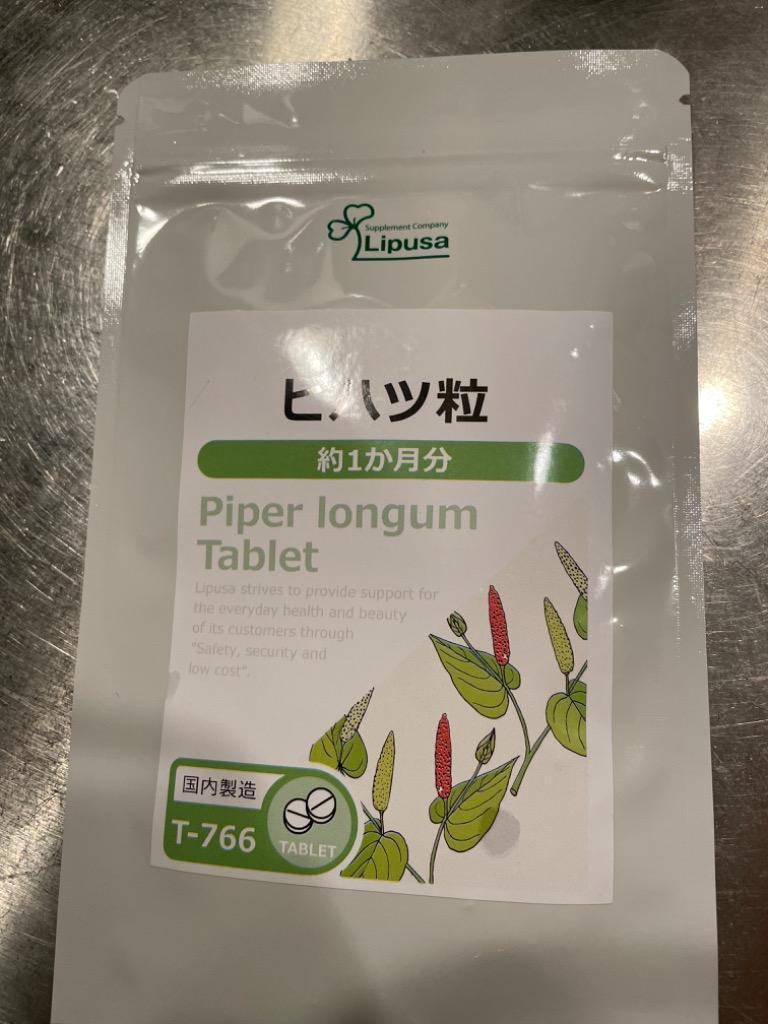 Supplement Company
Lipusa
ヒハツ粒
約1か月分
Piper longum
Tablet
Lipusa strives to provide support for
the everyday health and beauty
of its customers through
"Safety, security and
low cost".
国内製造
T-766
TABLET